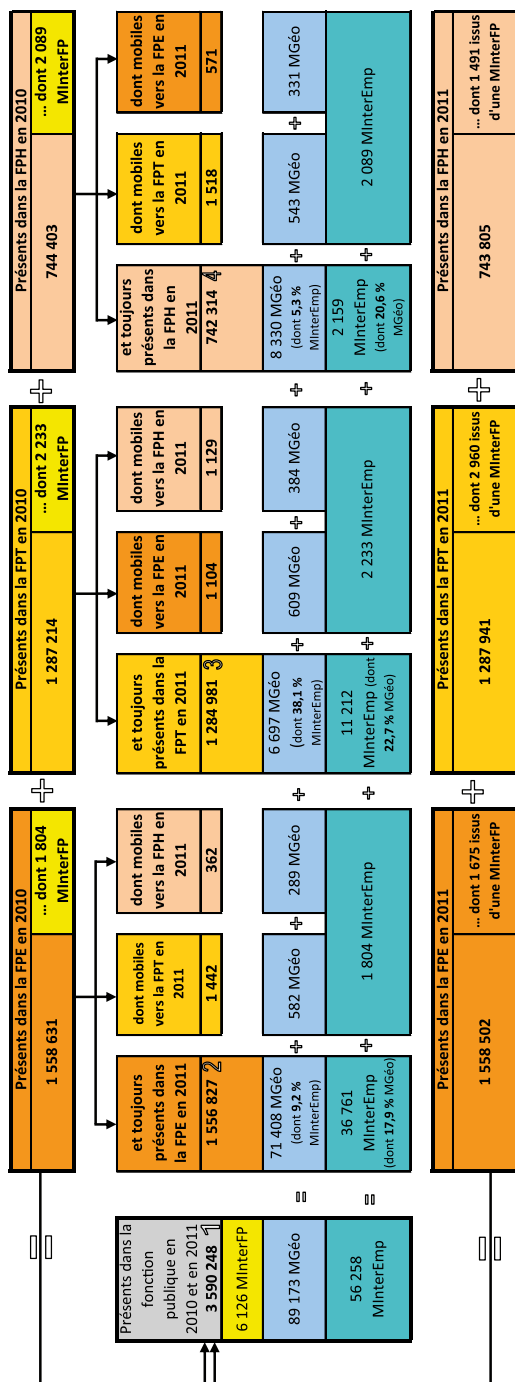 Présents dans la FPE en 2010
1 558 631
... dont 1 804
MInterFP
Présents dans la FPT en 2010
1 287 214
... dont 2 233
MInterFP
Présents dans la FPH en 2010
744 403
... dont 2 089
MInterFP
Présents dans la
fonction
publique en
2010 et en 2011
3 590 248 1
6 126 MInterFP
89 173 MGéo
56 258
MInterEmp
et toujours
présents dans
la FPE en 2011
1 556 827 2
71 408 MGéo
(dont 9,2 %
MInterEmp)
36 761
MInterEmp
(dont 17,9 % MGéo)
dont mobiles
vers la FPT en
2011
1 442
582 MGéo
dont mobiles
vers la FPH en
2011
362
289 MGéo
1 804 MInterEmp
et toujours
présents dans la
FPT en 2011
1 284 981 3
6 697 MGéo
(dont 38,1 %
MInterEmp)
11 212
MInterEmp (dont
22,7 % MGéo)
dont mobiles
vers la FPE en
2011
1 104
609 MGéo
dont mobiles
vers la FPH en
2011
1 129
384 MGéo
2 233 MInterEmp
et toujours
présents dans
la FPH en
2011
742 314 4
8 330 MGéo
(dont 5,3 %
MInterEmp)
2 159
MInterEmp
(dont 20,6 %
MGéo)
dont mobiles
vers la FPT en
2011
1 518
543 MGéo
dont mobiles
vers la FPE en
2011
571
331 MGéo
2 089 MInterEmp
Présents dans la FPE en 2011
1 558 502
... dont 1 675 issus
d'une MInterFP
Présents dans la FPT en 2011
1 287 941
... dont 2 960 issus
d'une MInterFP
Présents dans la FPH en 2011
743 805
... dont 1 491 issus
d'une MInterFP